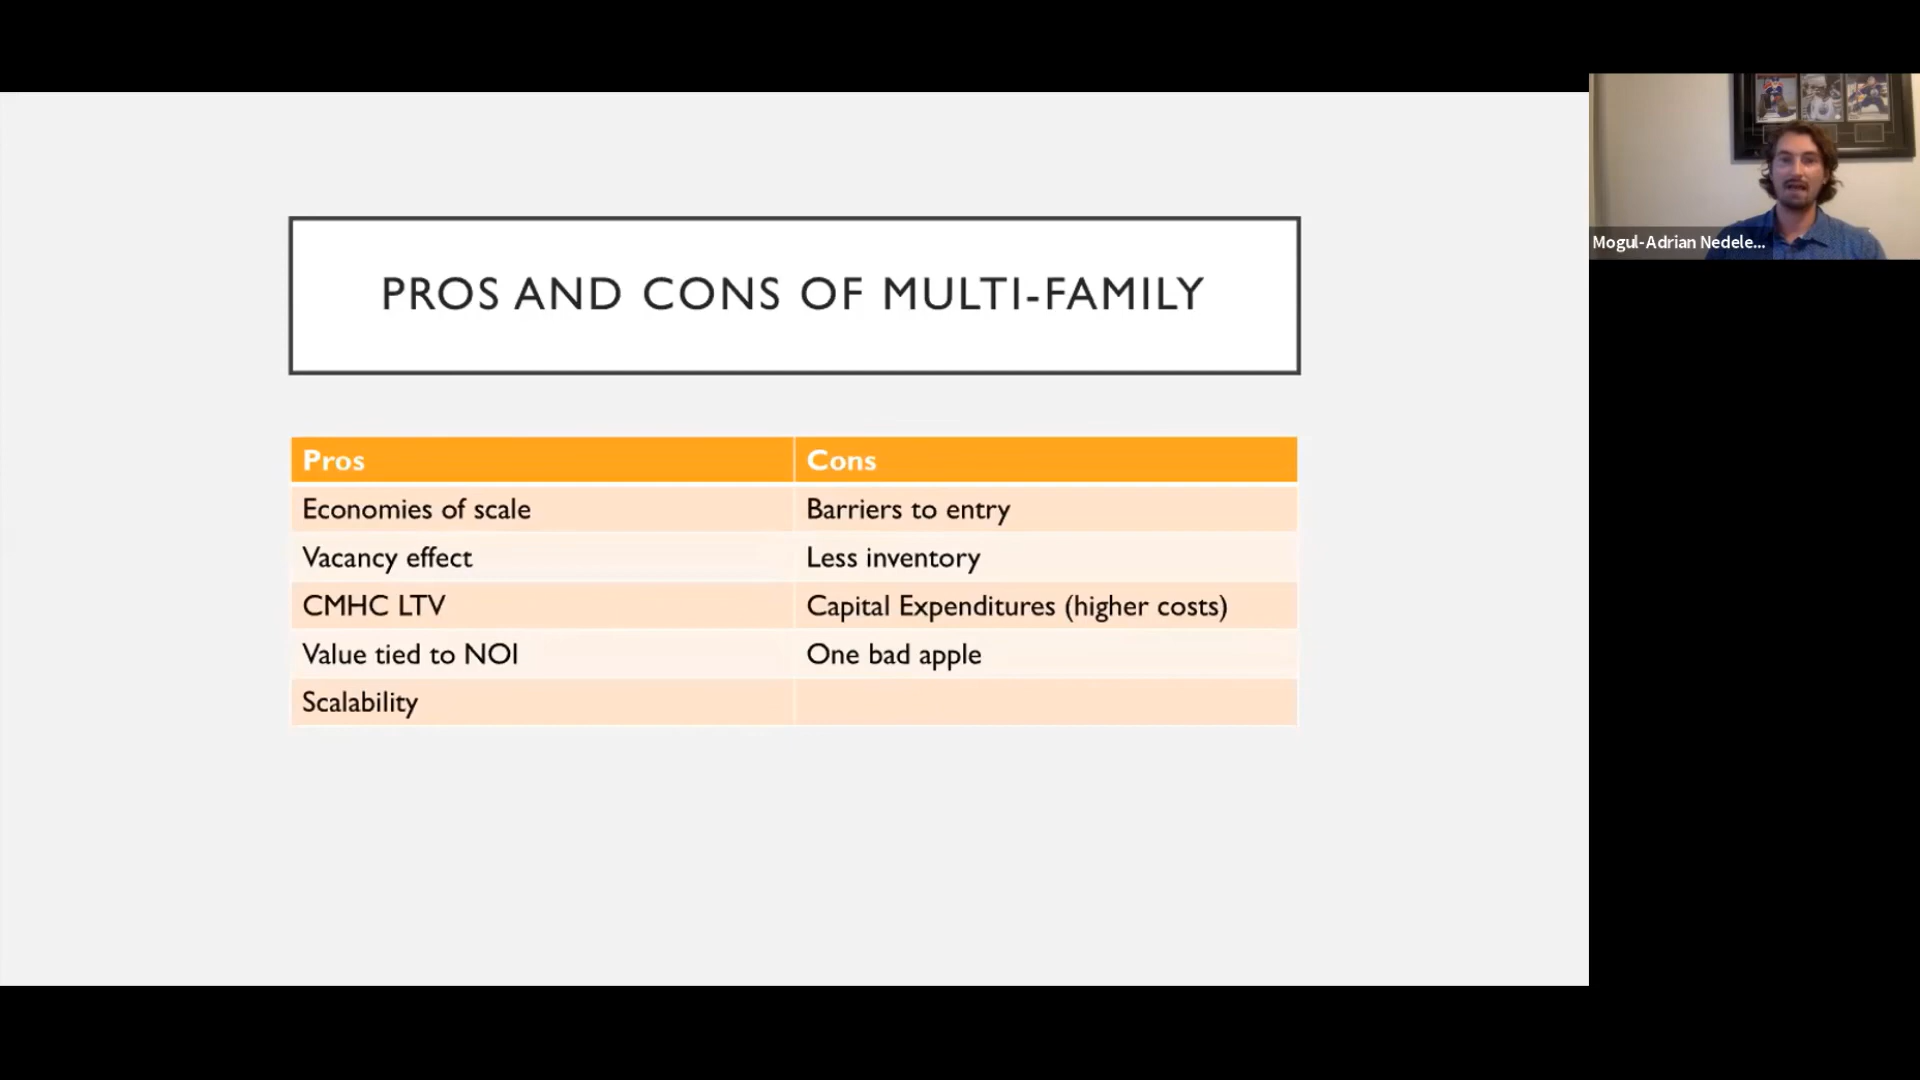 PROS AND CONS OF MULTI-FAMILY
Pros Cons
Economies of scale Barriers to entry
Vacancy effect Less inventory
CMHC LTV Capital Expenditures (higher costs)
Value tied to NOI One bad apple
Scalability
Mogul-Adrian Nedele...